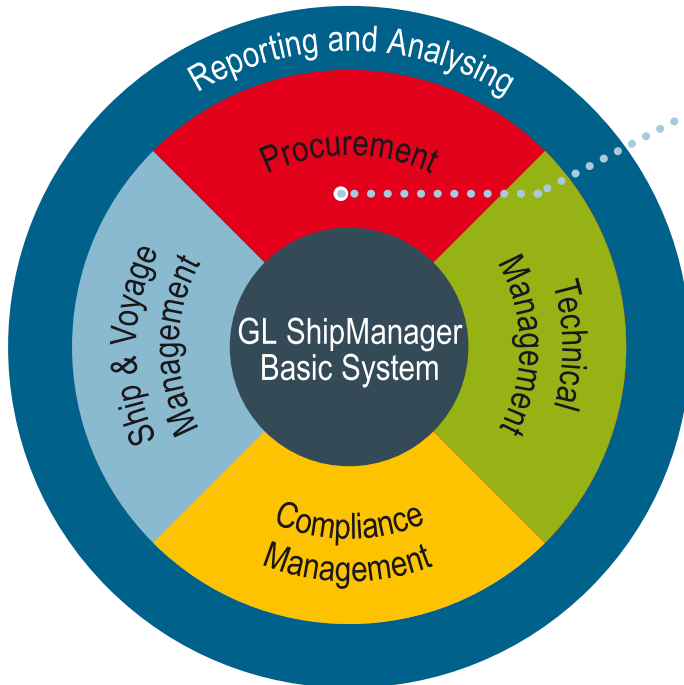 Reporting and Analysing
Procurement
Ship & Voyage
Management
GL ShipManager
Basic System
Technical
Management
Compliance
Management